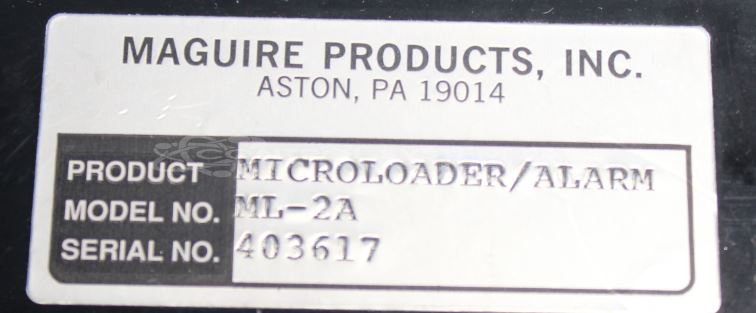 MAGUIRE PRODUCTS, INC.
ASTON, PA 19014
PRODUCT MICROLOADER/ALARM
MODEL NO. ML-2A
SERIAL NO. 403617